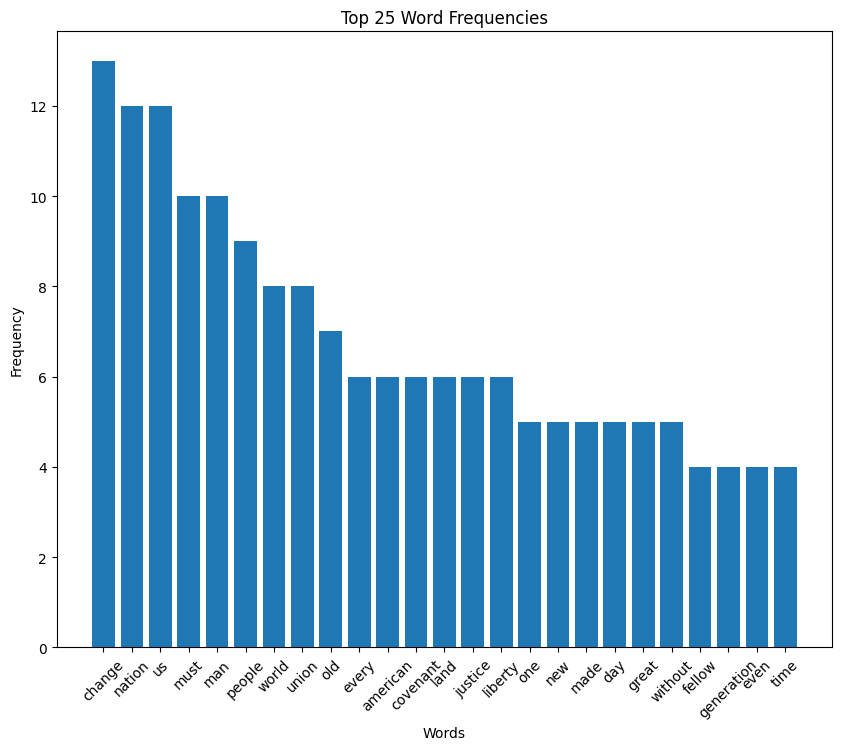 Top 25 Word Frequencies
Frequency
12
10
8
6
4
2
0
change
nation
us
must
man
people
world
union
old
every
american
covenant
land
justice
liberty
one
new
made
day
great
without
fellow
generation
even
time
Words